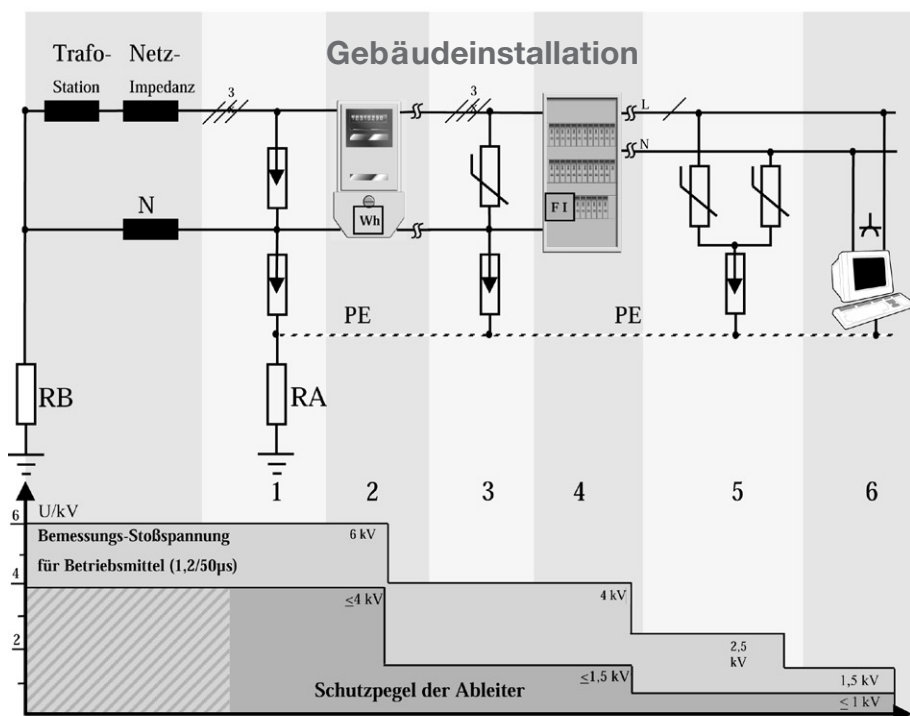 Gebäudeinstallation
Trafo-
Station
Netz-
Impedanz
3
3
L
N
N
Wh
FI
PE
PE
RB
RA
1
2
3
4
5
6
U/kV
6
4
2
Bemessungs-Stoßspannung
für Betriebsmittel (1,2/50µs)
6 kV
≤4 kV
4 kV
≤1,5 kV
2,5
kV
1,5 kV
≤ 1 kV
Schutzpegel der Ableiter